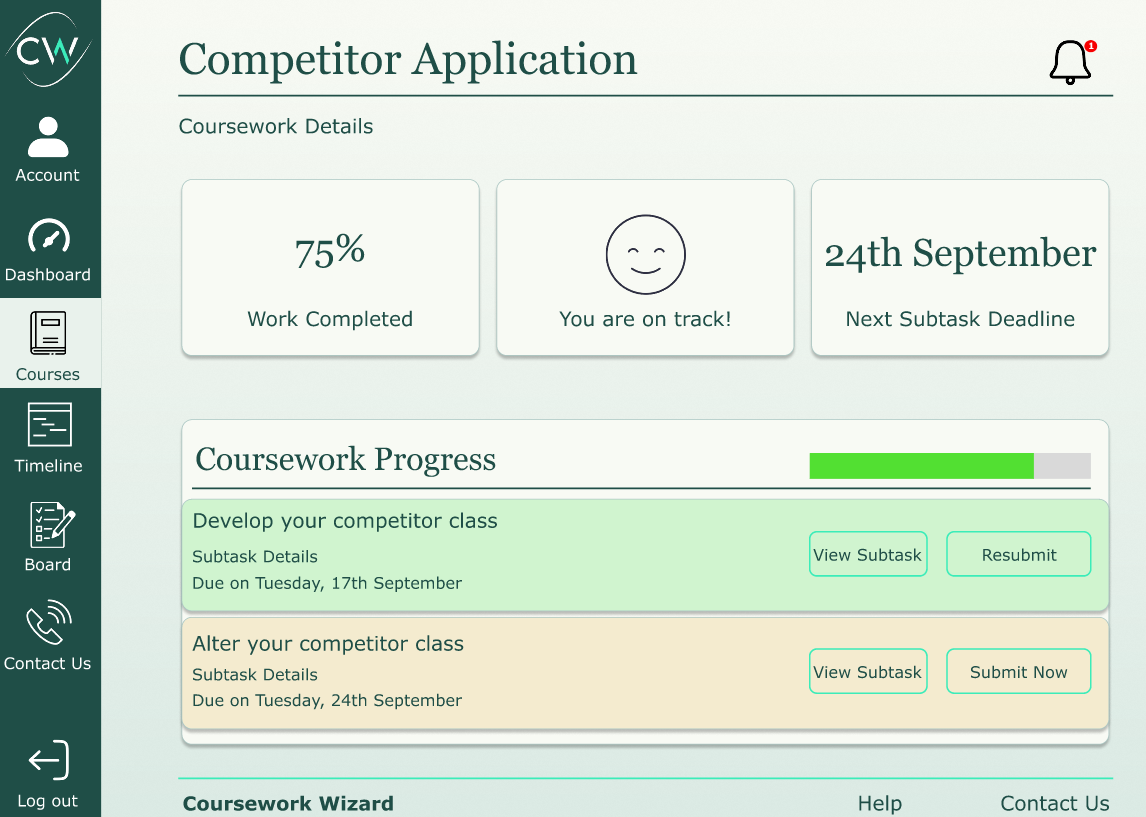 CW
Account
Dashboard
Courses
Timeline
Board
Contact Us
Log out
Competitor Application
1
Coursework Details
75%
Work Completed
You are on track!
24th September
Next Subtask Deadline
Coursework Progress
Develop your competitor class
Subtask Details
Due on Tuesday, 17th September
View Subtask
Resubmit
Alter your competitor class
Subtask Details
Due on Tuesday, 24th September
View Subtask
Submit Now
Coursework Wizard
Help
Contact Us